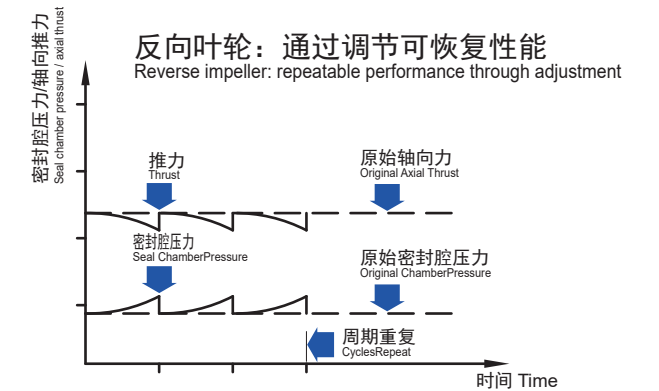 反向叶轮：通过调节可恢复性能
Reverse impeller: repeatable performance through adjustment
密封腔压力/轴向推力
Seal chamber pressure / axial thrust
推力
Thrust
原始轴向力
Original Axial Thrust
密封腔压力
Seal ChamberPressure
原始密封腔压力
Original ChamberPressure
周期重复
CyclesRepeat
时间 Time